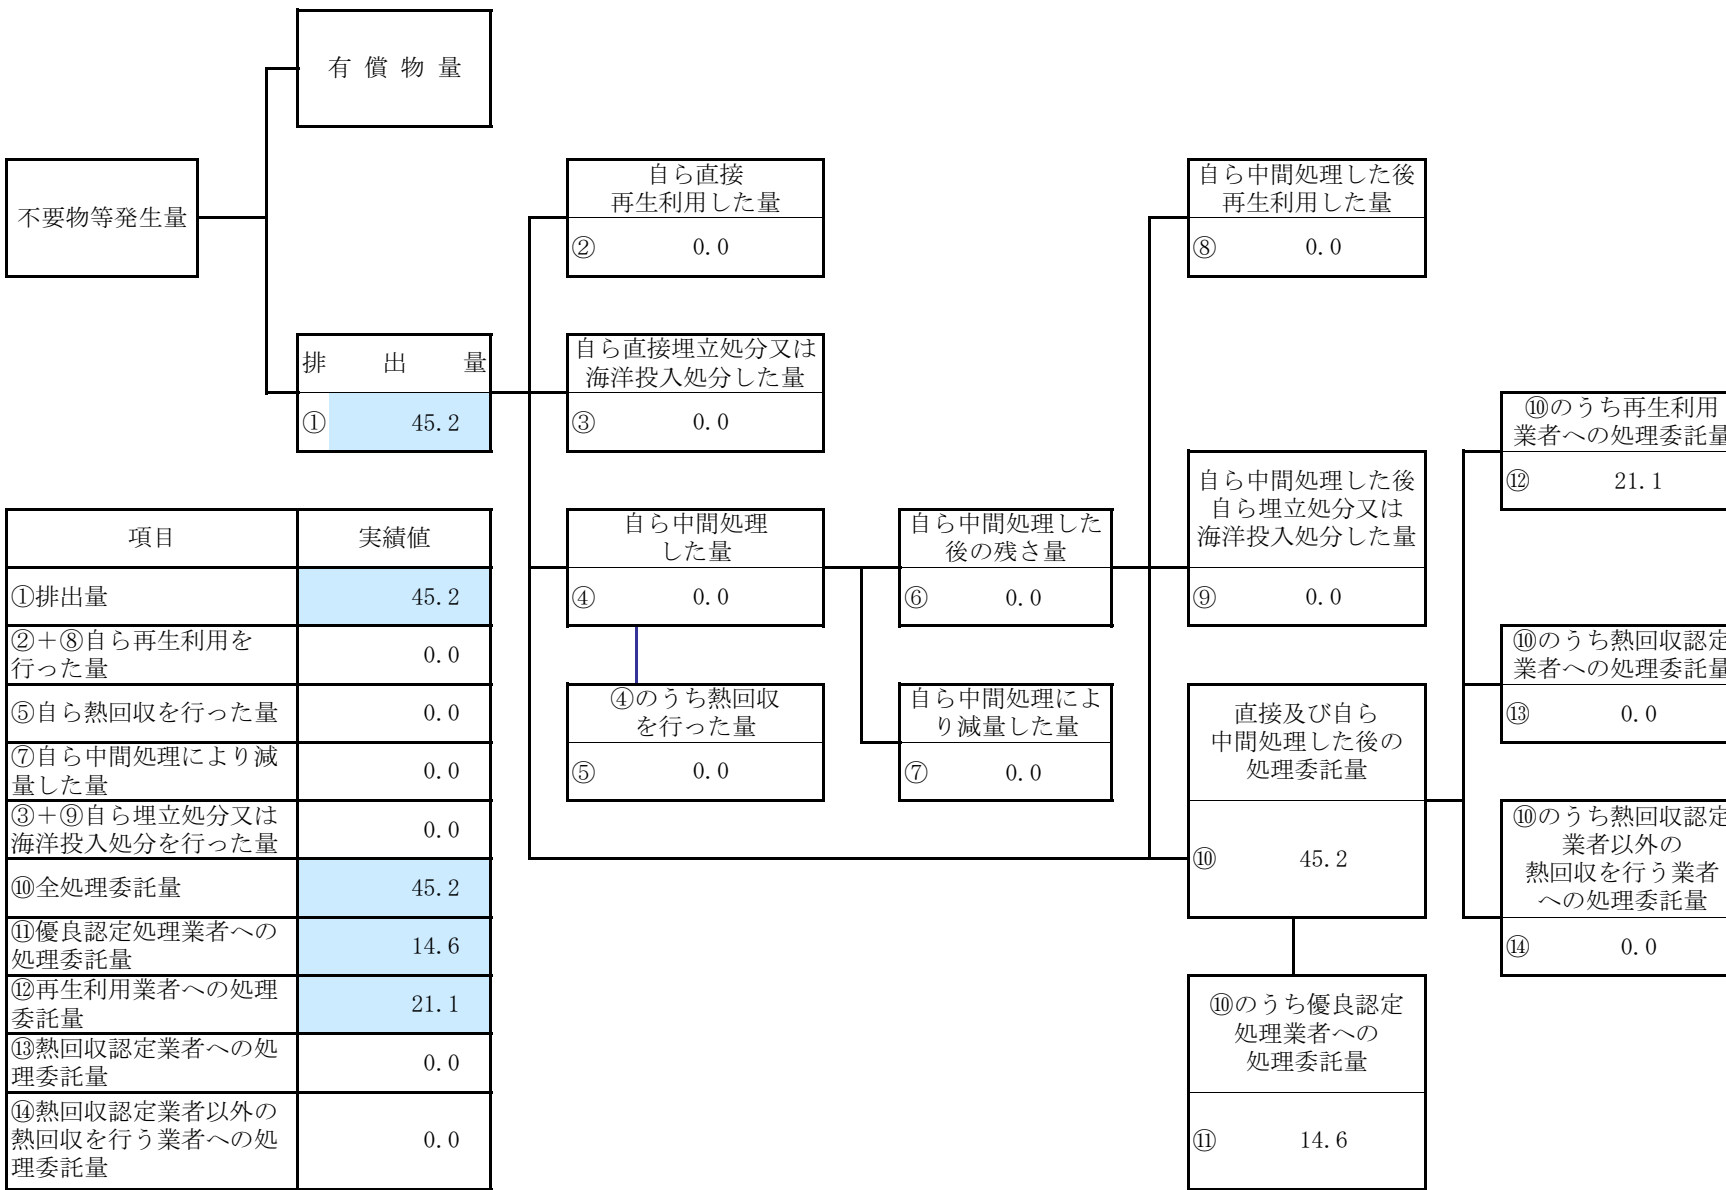 有償物量
不要物等発生量
自ら直接
再生利用した量
② 0.0
自ら中間処理した後
再生利用した量
⑧ 0.0
排出量
① 45.2
自ら直接埋立処分又は
海洋投入処分した量
③ 0.0
⑩のうち再生利用
業者への処理委託量
⑫ 21.1
自ら中間処理した後
自ら埋立処分又は
海洋投入処分した量
⑨ 0.0
自ら中間処理
した量
④ 0.0
自ら中間処理した
後の残さ量
⑥ 0.0
⑩のうち熱回収認定
業者への処理委託量
⑬ 0.0
④のうち熱回収
を行った量
⑤ 0.0
自ら中間処理によ
り減量した量
⑦ 0.0
直接及び自ら
中間処理した後の
処理委託量
⑩ 45.2
⑩のうち熱回収認定
業者以外の
熱回収を行う業者
への処理委託量
⑭ 0.0
⑩のうち優良認定
処理業者への
処理委託量
⑪ 14.6
項目 実績値
①排出量 45.2
②＋⑧自ら再生利用を
行った量 0.0
⑤自ら熱回収を行った量 0.0
⑦自ら中間処理により減
量した量 0.0
③＋⑨自ら埋立処分又は
海洋投入処分を行った量 0.0
⑩全処理委託量 45.2
⑪優良認定処理業者への
処理委託量 14.6
⑫再生利用業者への処理
委託量 21.1
⑬熱回収認定業者への処
理委託量 0.0
⑭熱回収認定業者以外の
熱回収を行う業者への処
理委託量 0.0